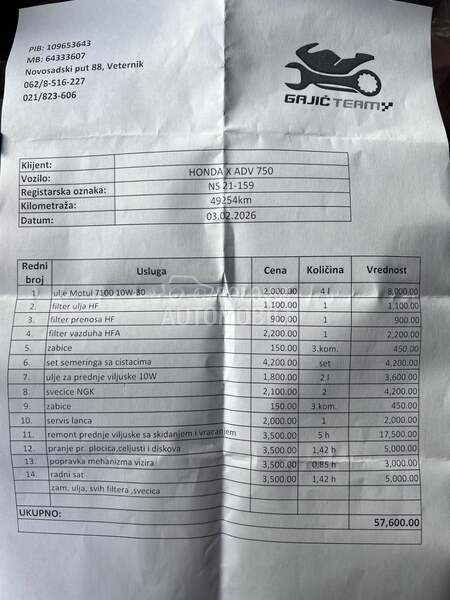 PIB: 109653643
MB: 64333607
Novosadski put 88, Veternik
062/8-516-227
021/823-606
GAJIĆ TEAM
Klijent:
Vozilo: HONDA X ADV 750
Registarska oznaka: NS 21-159
Kilometraža: 49254km
Datum: 03.02.2026
Redni broj Usluga Cena Količina Vrednost
1. ulje Motul 7100 10W-30 2,000.00 4 l 8,000.00
2. filter ulja HF 1,100.00 1 1,100.00
3. filter prenosa HF 900.00 1 900.00
4. filter vazduha HFA 2,200.00 1 2,200.00
5. zabice 150.00 3.kom. 450.00
6. set semeringa sa cistacima 4,200.00 set 4,200.00
7. ulje za prednje viljuske 10W 1,800.00 2 l 3,600.00
8. svecice NGK 2,100.00 2 4,200.00
9. zabice 150.00 3.kom. 450.00
10. servis lanca 2,000.00 1 2,000.00
11. remont prednje viljuske sa skidanjem i vracanjem 3,500.00 5 h 17,500.00
12. pranje pr. plocica,celjusti i diskova 3,500.00 1,42 h 5,000.00
13. popravka mehanizma vizira 3,500.00 0,85 h 3,000.00
14. radni sat 3,500.00 1,42 h 5,000.00
zam. ulja, svih filtera ,svecica
UKUPNO: 57,600.00